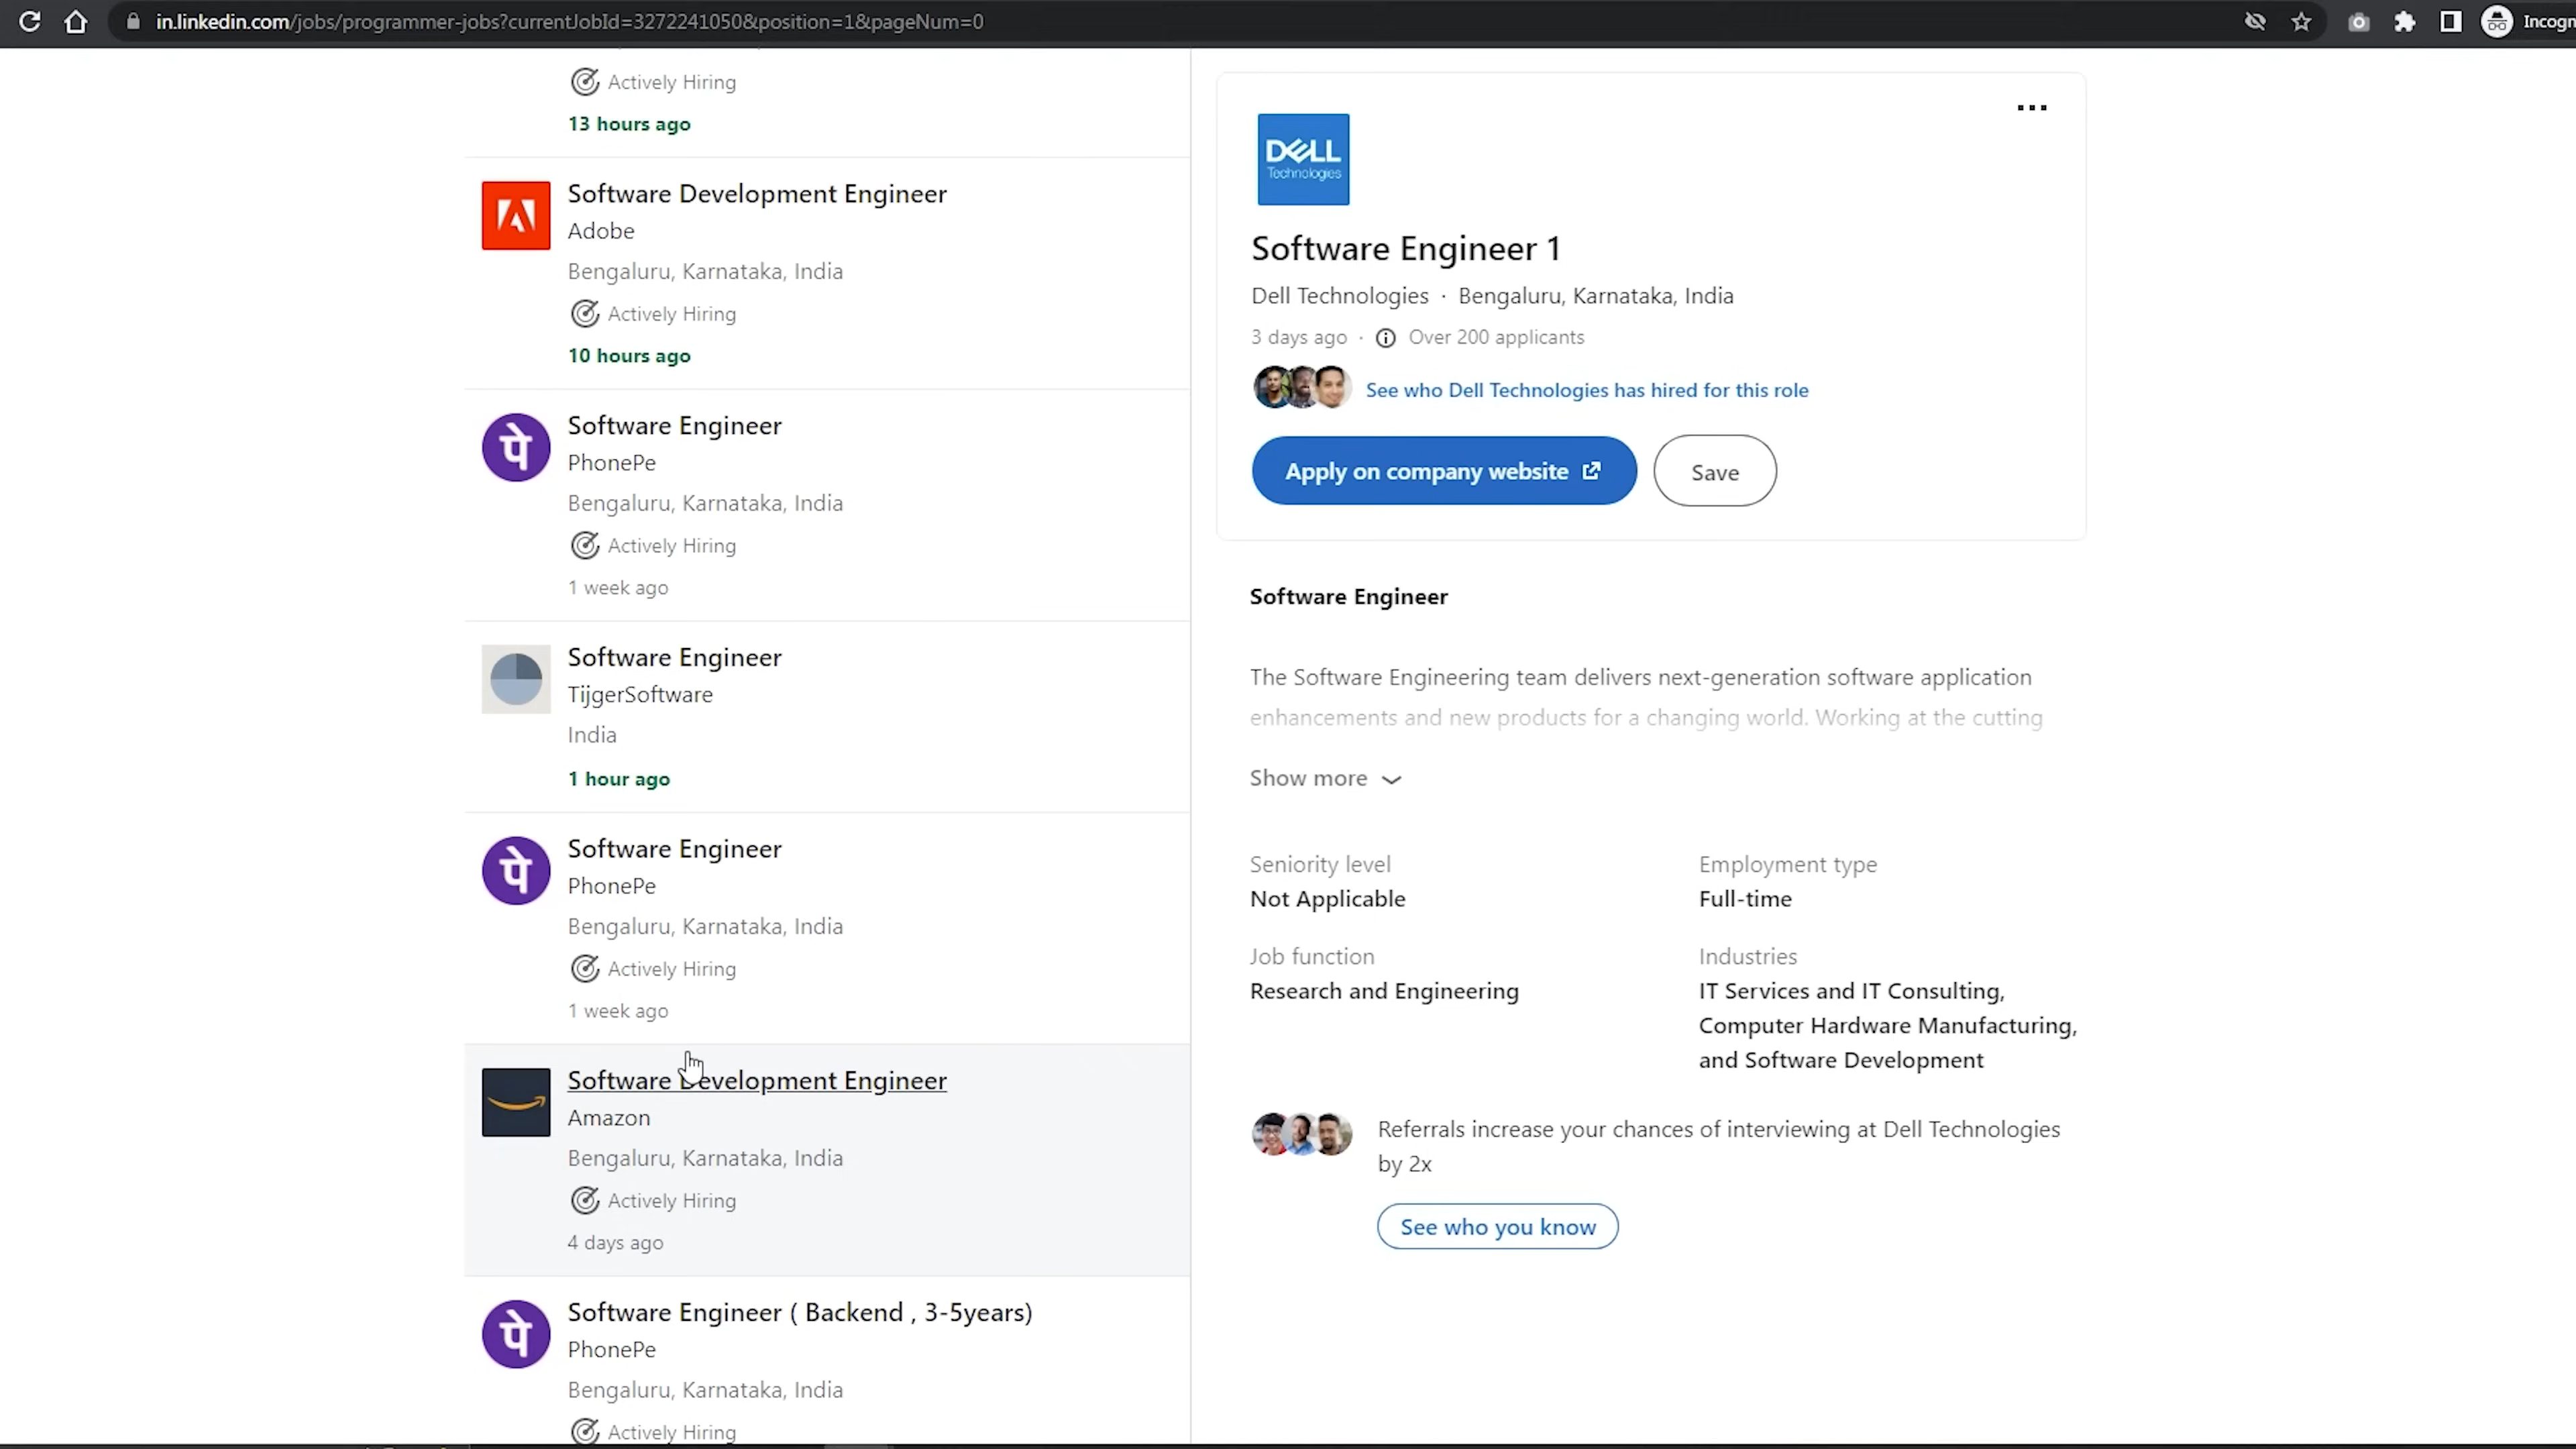 in.linkedin.com/jobs/programmer-jobs?currentJobId=3272241050&position=1&pageNum=0
Actively Hiring
13 hours ago
Software Development Engineer
Adobe
Bengaluru, Karnataka, India
Actively Hiring
10 hours ago
पे
Software Engineer
PhonePe
Bengaluru, Karnataka, India
Actively Hiring
1 week ago
Software Engineer
TijgerSoftware
India
1 hour ago
पे
Software Engineer
PhonePe
Bengaluru, Karnataka, India
Actively Hiring
1 week ago
Software Development Engineer
Amazon
Bengaluru, Karnataka, India
Actively Hiring
4 days ago
पे
Software Engineer ( Backend , 3-5years)
PhonePe
Bengaluru, Karnataka, India
Actively Hiring
DELL
Technologies
Software Engineer 1
Dell Technologies · Bengaluru, Karnataka, India
3 days ago · Over 200 applicants
See who Dell Technologies has hired for this role
Apply on company website
Save
Software Engineer
The Software Engineering team delivers next-generation software application
enhancements and new products for a changing world. Working at the cutting
Show more
Seniority level
Not Applicable
Employment type
Full-time
Job function
Research and Engineering
Industries
IT Services and IT Consulting,
Computer Hardware Manufacturing,
and Software Development
Referrals increase your chances of interviewing at Dell Technologies
by 2x
See who you know